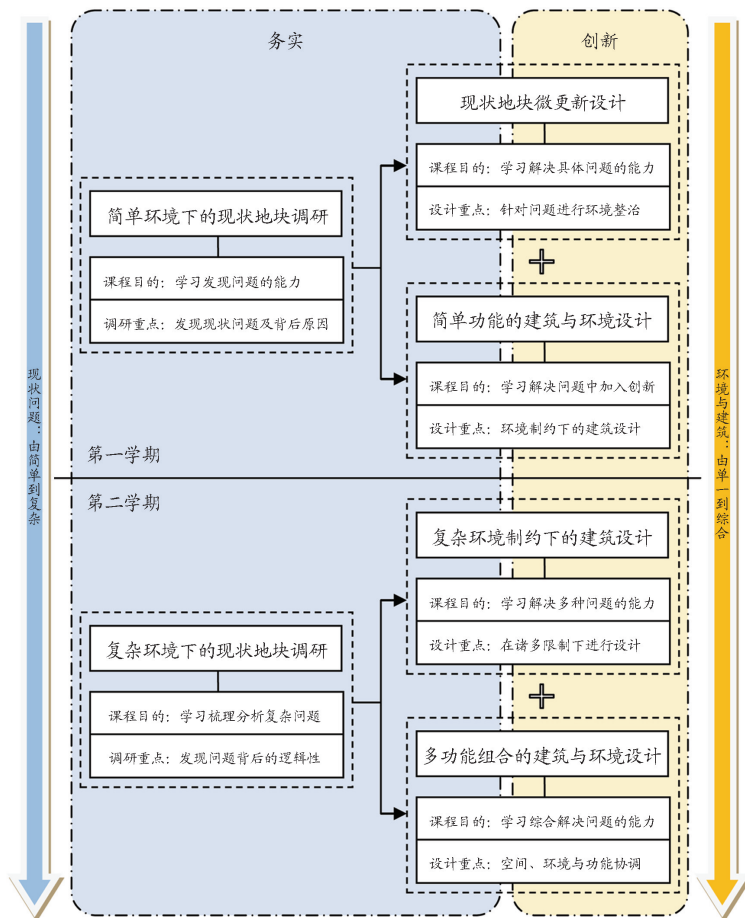 务实
创新
现状地块微更新设计
课程目的：学习解决具体问题的能力
设计重点：针对问题进行环境整治
简单环境下的现状地块调研
课程目的：学习发现问题的能力
调研重点：发现现状问题及背后原因
简单功能的建筑与环境设计
课程目的：学习解决问题中加入创新
设计重点：环境制约下的建筑设计
第一学期
第二学期
复杂环境制约下的建筑设计
课程目的：学习解决多种问题的能力
设计重点：在诸多限制下进行设计
复杂环境下的现状地块调研
课程目的：学习梳理分析复杂问题
调研重点：发现问题背后的逻辑性
多功能组合的建筑与环境设计
课程目的：学习综合解决问题的能力
设计重点：空间、环境与功能协调
现状问题：由简单到复杂
环境与建筑：由单一到综合